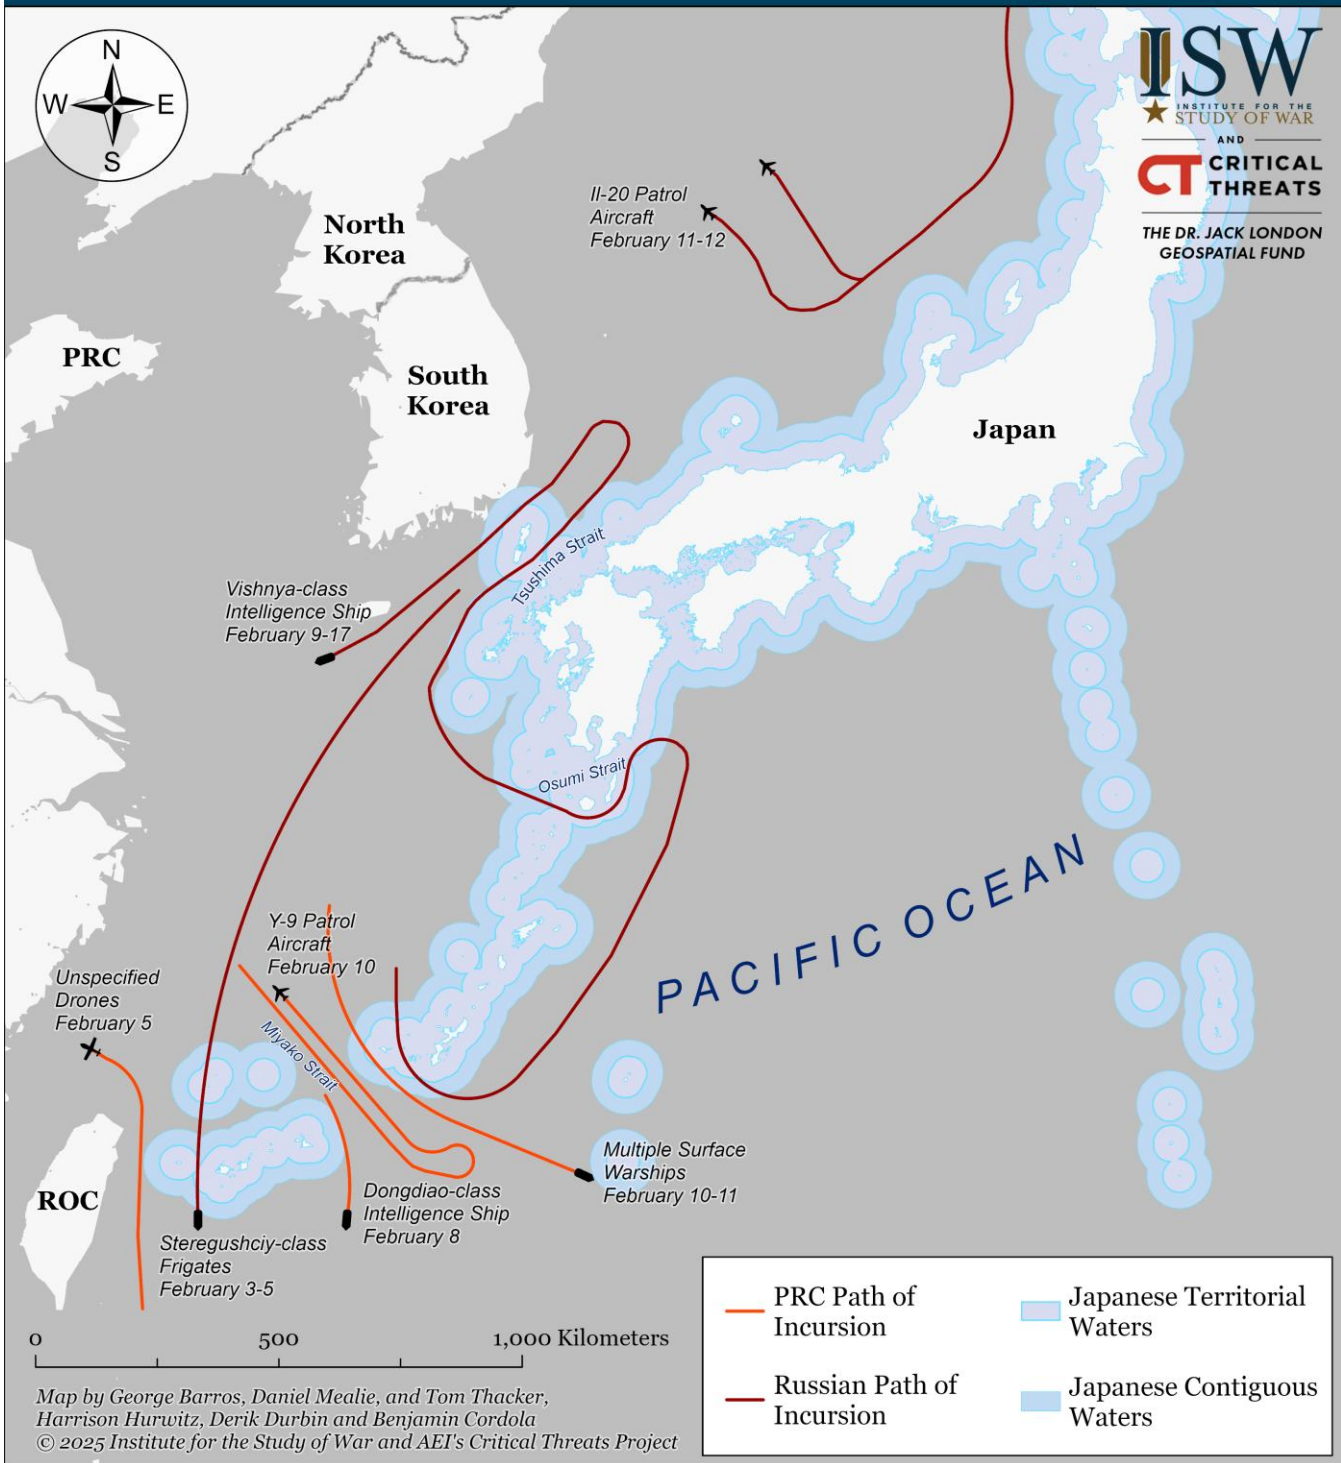 N
W
E
S
ISW
INSTITUTE FOR THE
STUDY OF WAR
AND
CT CRITICAL
THREATS
THE DR. JACK LONDON
GEOSPATIAL FUND
Il-20 Patrol
Aircraft
February 11-12
North
Korea
PRC
South
Korea
Japan
Tsushima Strait
Vishnya-class
Intelligence Ship
February 9-17
Osumi Strait
PACIFIC OCEAN
Y-9 Patrol
Aircraft
February 10
Unspecified
Drones
February 5
Miyako Strait
Multiple Surface
Warships
February 10-11
ROC
Dongdiao-class
Intelligence Ship
February 8
Steregushciy-class
Frigates
February 3-5
0 500 1,000 Kilometers
PRC Path of
Incursion
Russian Path of
Incursion
Japanese Territorial
Waters
Japanese Contiguous
Waters
Map by George Barros, Daniel Mealie, and Tom Thacker,
Harrison Hurwitz, Derik Durbin and Benjamin Cordola
© 2025 Institute for the Study of War and AEI's Critical Threats Project